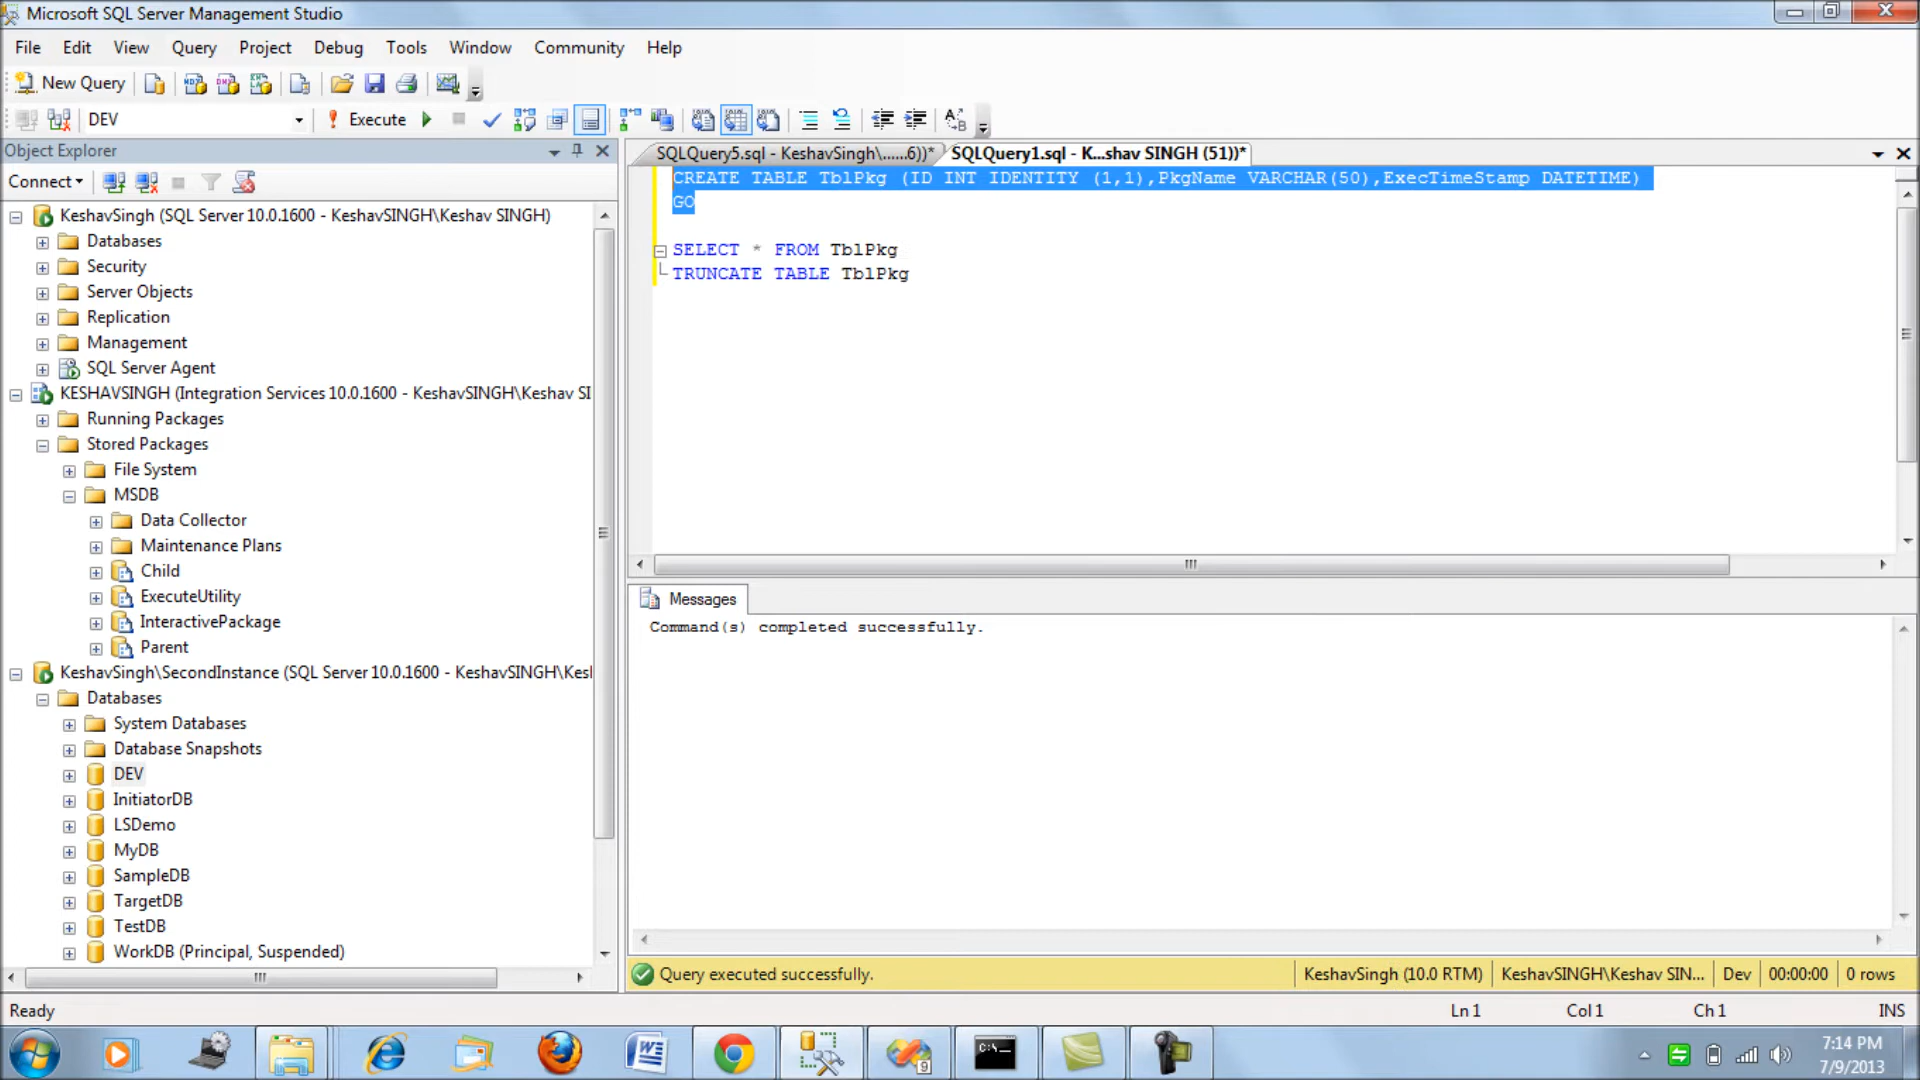 Microsoft SQL Server Management Studio
File Edit View Query Project Debug Tools Window Community Help
New Query
DEV Execute
Object Explorer
Connect
KeshavSingh (SQL Server 10.0.1600 - KeshavSINGH\Keshav SINGH)
Databases
Security
Server Objects
Replication
Management
SQL Server Agent
KESHAVSINGH (Integration Services 10.0.1600 - KeshavSINGH\Keshav SI
Running Packages
Stored Packages
File System
MSDB
Data Collector
Maintenance Plans
Child
ExecuteUtility
InteractivePackage
Parent
KeshavSingh\SecondInstance (SQL Server 10.0.1600 - KeshavSINGH\Kesl
Databases
System Databases
Database Snapshots
DEV
InitiatorDB
LSDemo
MyDB
SampleDB
TargetDB
TestDB
WorkDB (Principal, Suspended)
SQLQuery5.sql - KeshavSingh\......6))* SQLQuery1.sql - K...shav SINGH (51))*
CREATE TABLE TblPkg (ID INT IDENTITY (1,1),PkgName VARCHAR(50),ExecTimeStamp DATETIME)
GO
SELECT * FROM TblPkg
TRUNCATE TABLE TblPkg
Messages
Command(s) completed successfully.
Query executed successfully. KeshavSingh (10.0 RTM) KeshavSINGH\Keshav SIN... Dev 00:00:00 0 rows
Ready Ln 1 Col 1 Ch 1 INS
7:14 PM
7/9/2013